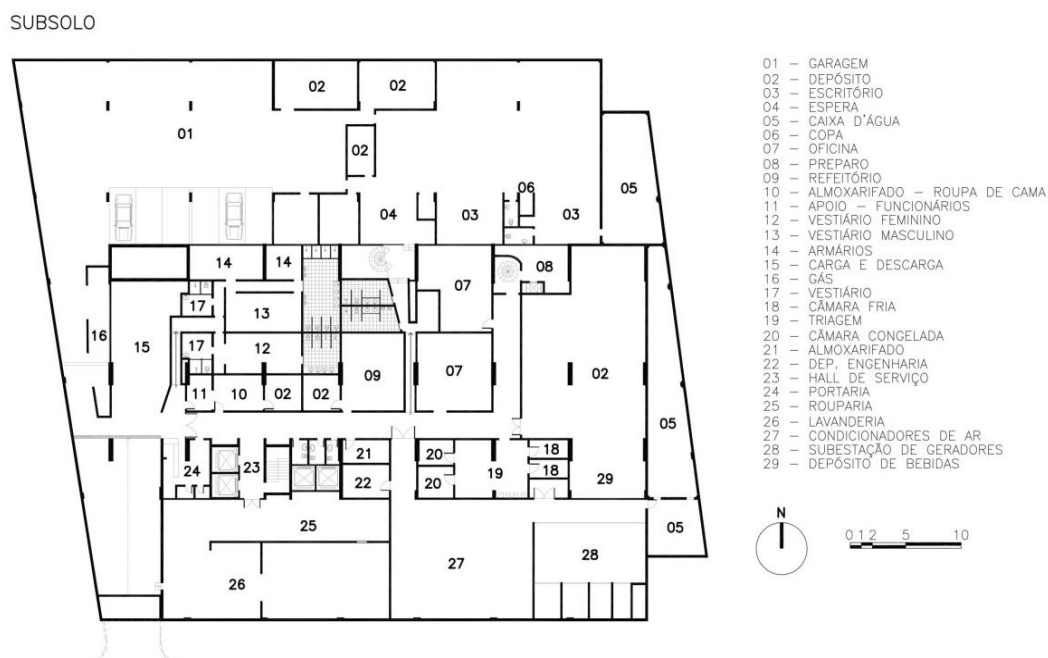 SUBSOLO
01 – GARAGEM
02 – DEPÓSITO
03 – ESCRITÓRIO
04 – ESPERA
05 – CAIXA D'ÁGUA
06 – COPA
07 – OFICINA
08 – PREPARO
09 – REFEITÓRIO
10 – ALMOXARIFADO – ROUPA DE CAMA
11 – APOIO – FUNCIONÁRIOS
12 – VESTIÁRIO FEMININO
13 – VESTIÁRIO MASCULINO
14 – ARMÁRIOS
15 – CARGA E DESCARGA
16 – GÁS
17 – VESTIÁRIO
18 – CÂMARA FRIA
19 – TRIAGEM
20 – CÂMARA CONGELADA
21 – ALMOXARIFADO
22 – DEP. ENGENHARIA
23 – HALL DE SERVIÇO
24 – PORTARIA
25 – ROUPARIA
26 – LAVANDERIA
27 – CONDICIONADORES DE AR
28 – SUBESTAÇÃO DE GERADORES
29 – DEPÓSITO DE BEBIDAS
02 02
01
02
06
05
04 03 03
14 14 08
17 07
13
16 15
17 12
09 07 02
11 10 02 02
05
21 20 18
24 23 19 18
22 20 29
25 05
28
27
26
N
0 1 2 5 10